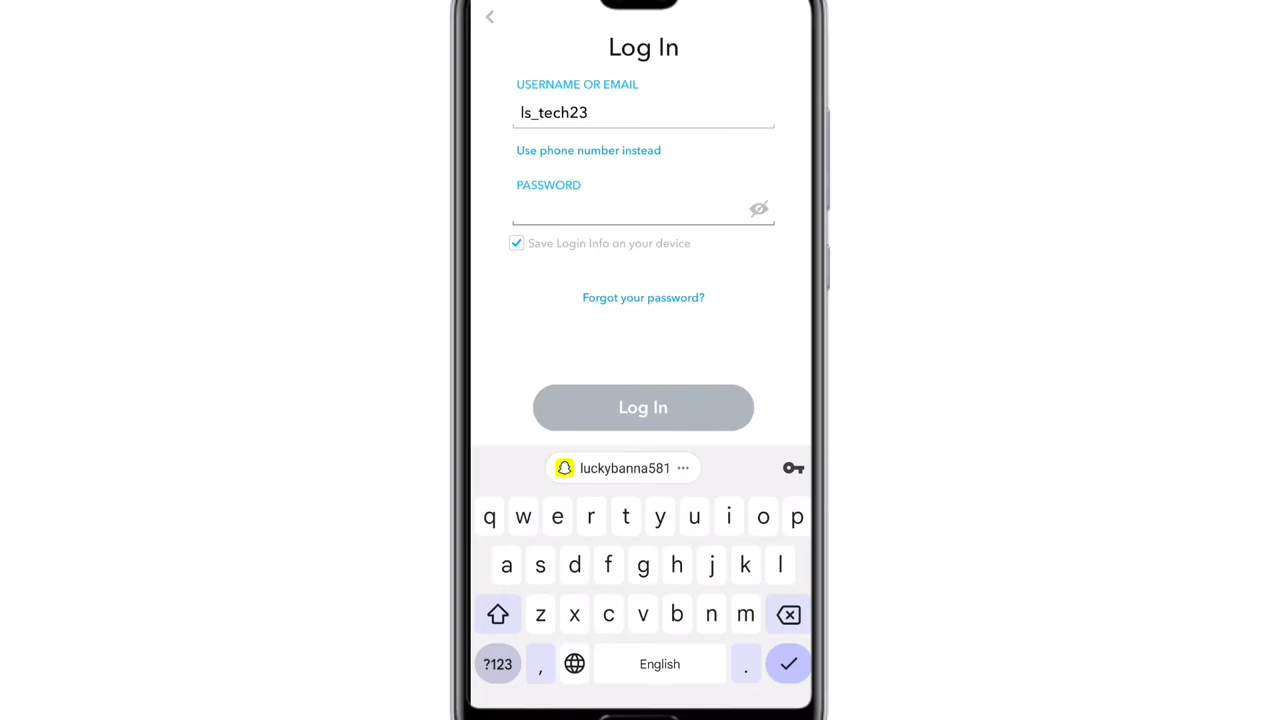 Log In
USERNAME OR EMAIL
ls_tech23
Use phone number instead
PASSWORD
Save Login Info on your device
Forgot your password?
Log In
luckybanna581 ...
q w e r t y u i o p
a s d f g h j k l
z x c v b n m
?123 , English .